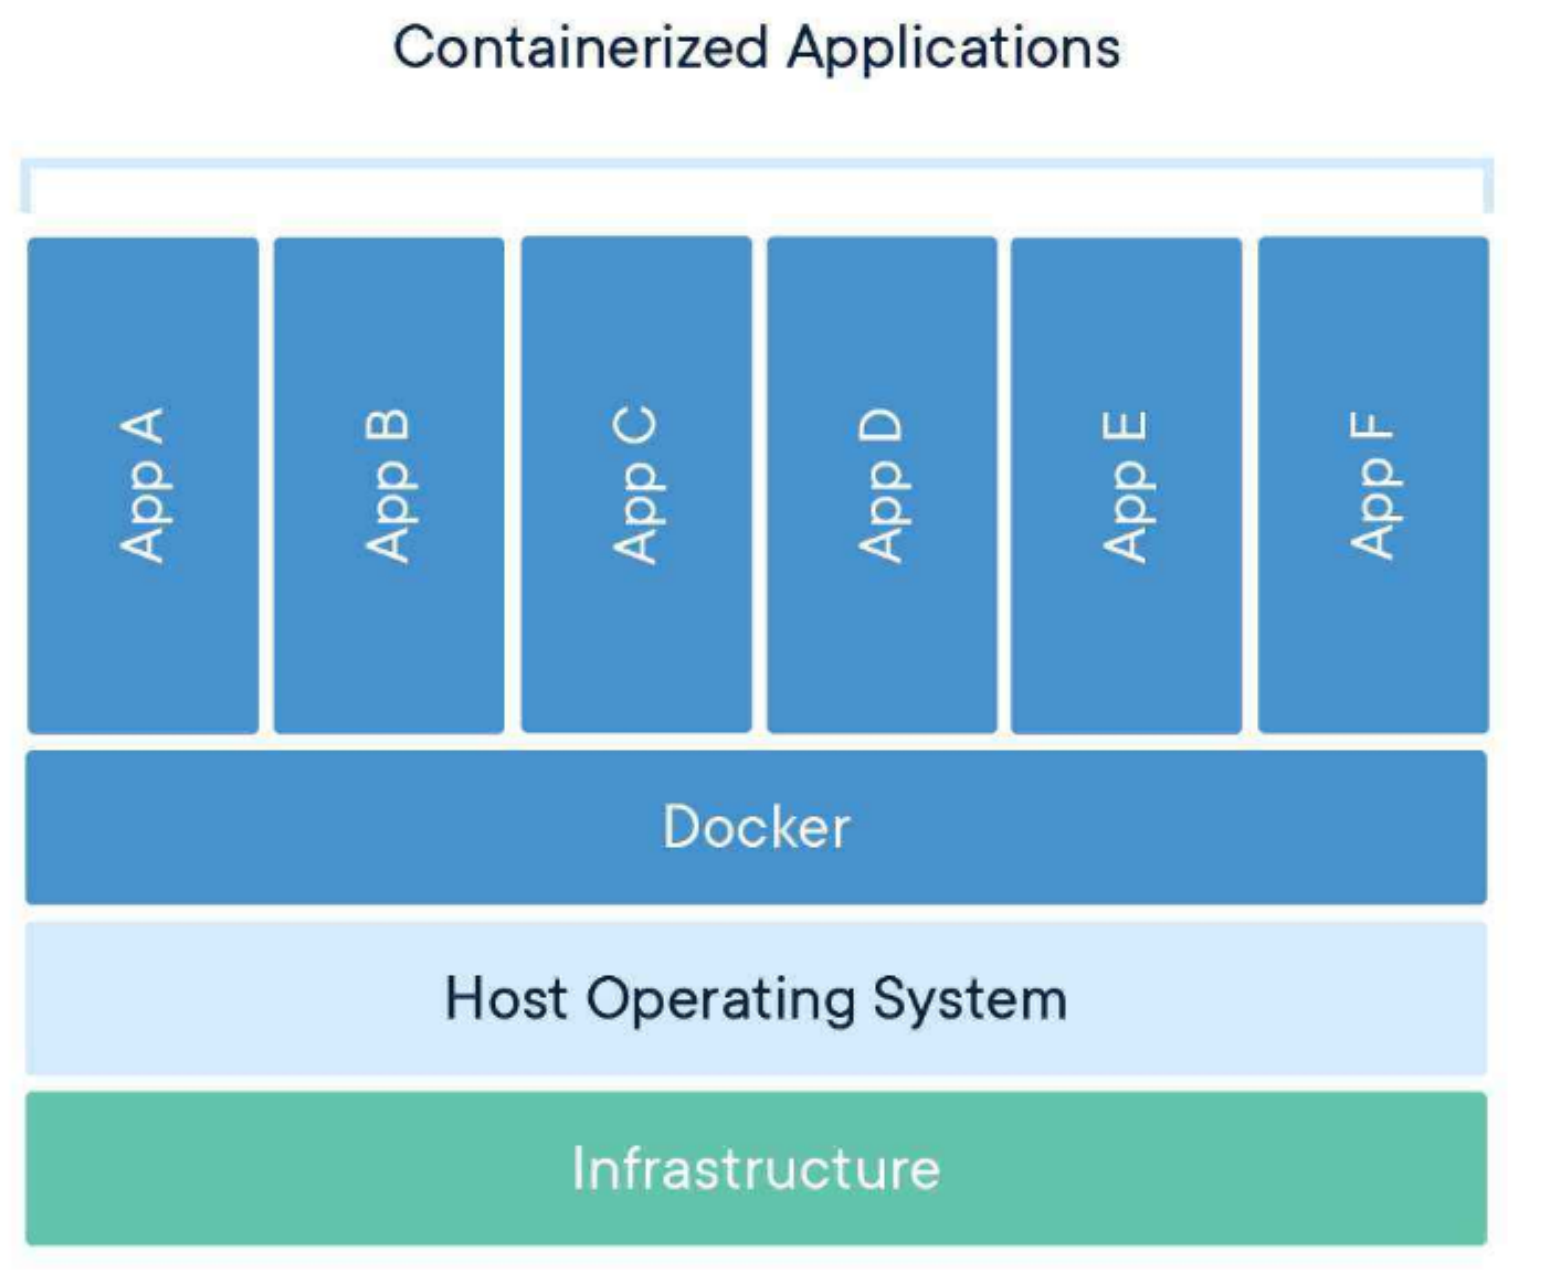 Containerized Applications
App A
App B
App C
App D
App E
App F
Docker
Host Operating System
Infrastructure